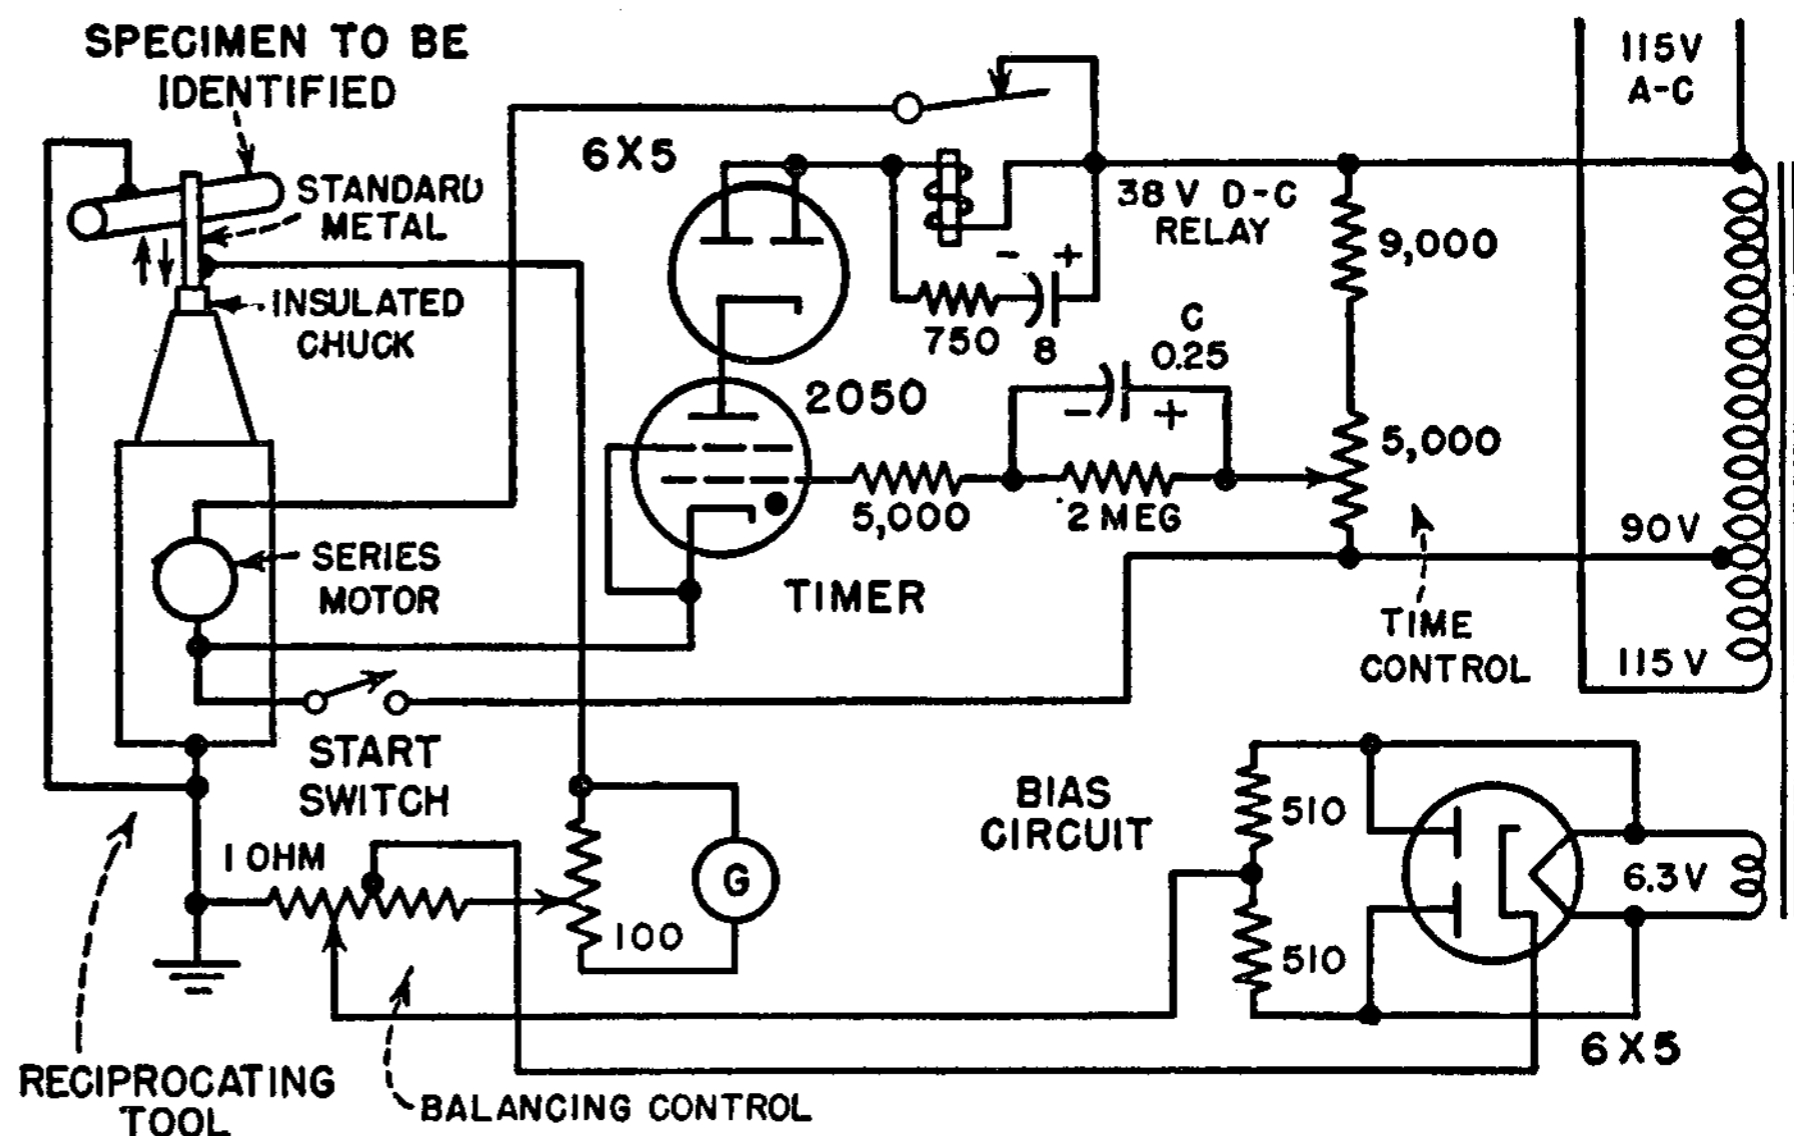 SPECIMEN TO BE
IDENTIFIED
115V
A-C
6X5
STANDARD
METAL
38 V D-C
RELAY
9,000
- +
INSULATED
CHUCK
750
8
C
0.25
2050
- +
5,000
5,000
2 MEG
90V
SERIES
MOTOR
TIMER
TIME
CONTROL
115V
START
SWITCH
BIAS
CIRCUIT
510
1 OHM
G
6.3V
100
510
6X5
RECIPROCATING
TOOL
BALANCING CONTROL